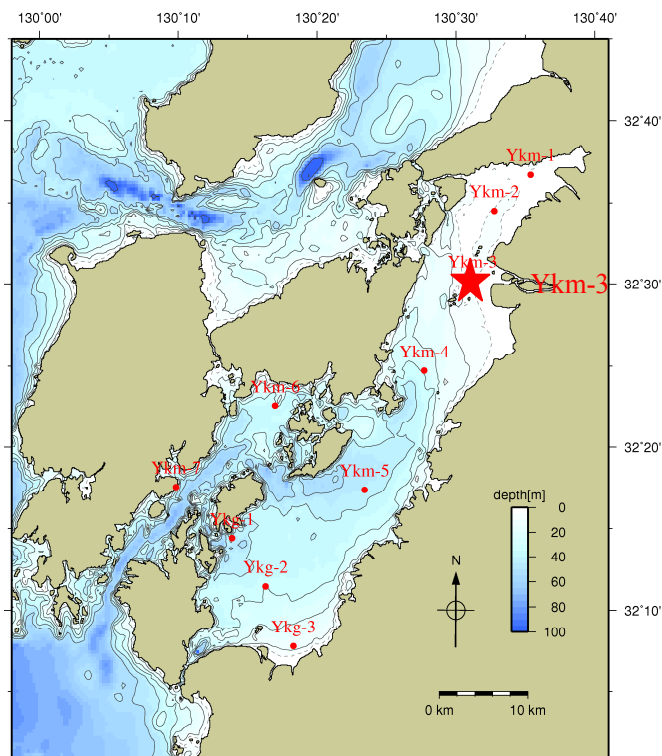 130˚00'
130˚10'
130˚20'
130˚30'
130˚40'
32˚40'
Ykm-1
Ykm-2
Ykm-3
Ykm-3
32˚30'
Ykm-4
Ykm-6
32˚20'
Ykm-7
Ykm-5
Ykg-1
depth[m]
0
20
40
60
80
100
Ykg-2
N
32˚10'
Ykg-3
0 km
10 km